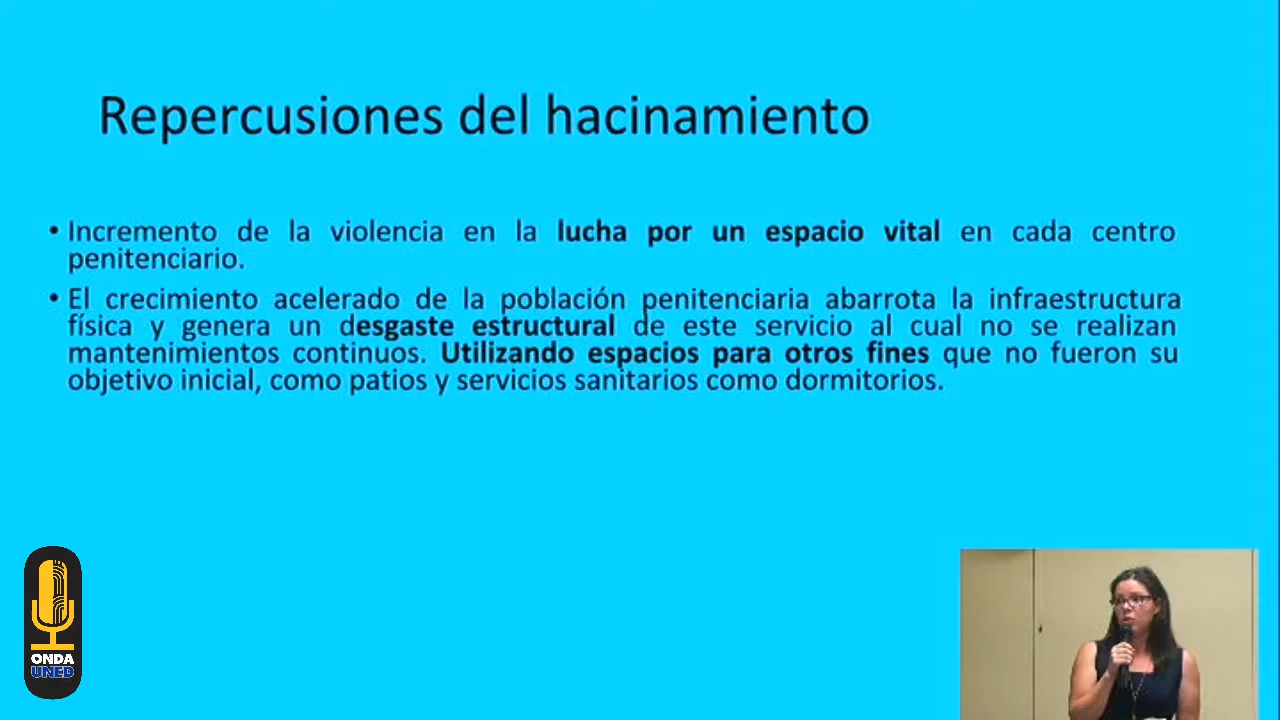 Repercusiones del hacinamiento
• Incremento de la violencia en la lucha por un espacio vital en cada centro
penitenciario.
• El crecimiento acelerado de la población penitenciaria abarrota la infraestructura
física y genera un desgaste estructural de este servicio al cual no se realizan
mantenimientos continuos. Utilizando espacios para otros fines que no fueron su
objetivo inicial, como patios y servicios sanitarios como dormitorios.
ONDA
UNED